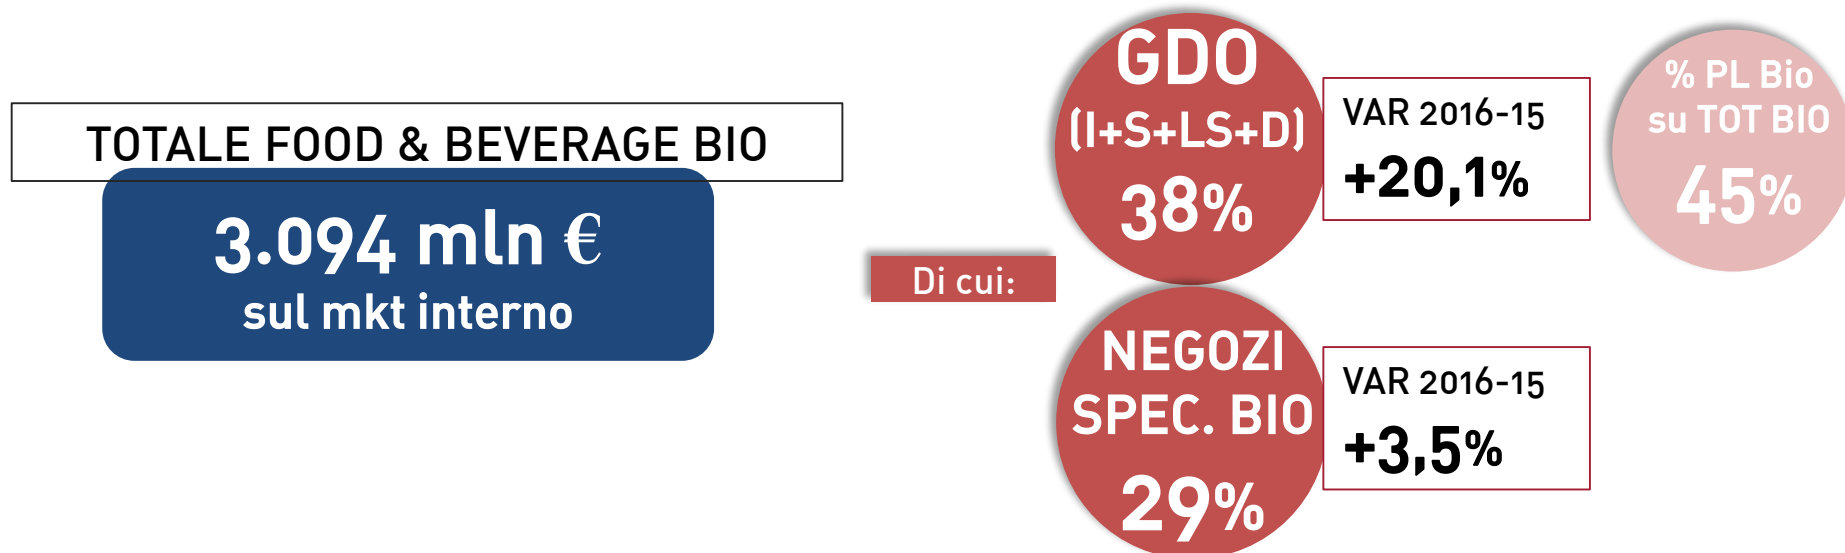 TOTALE FOOD & BEVERAGE BIO
3.094 mln €
sul mkt interno
Di cui:
GDO
(I+S+LS+D)
38%
VAR 2016-15
+20,1%
% PL Bio
su TOT BIO
45%
NEGOZI
SPEC. BIO
29%
VAR 2016-15
+3,5%